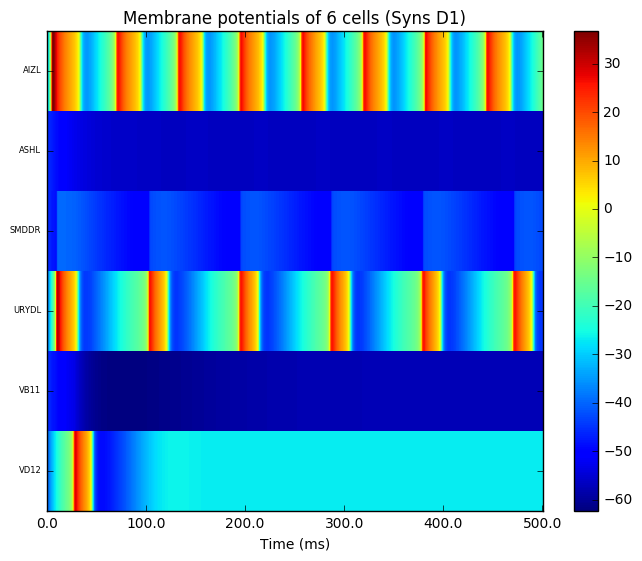 Membrane potentials of 6 cells (Syns D1)
AIZL
ASHL
SMDDR
URYDL
VB11
VD12
0.0 100.0 200.0 300.0 400.0 500.0
Time (ms)
30
20
10
0
−10
−20
−30
−40
−50
−60